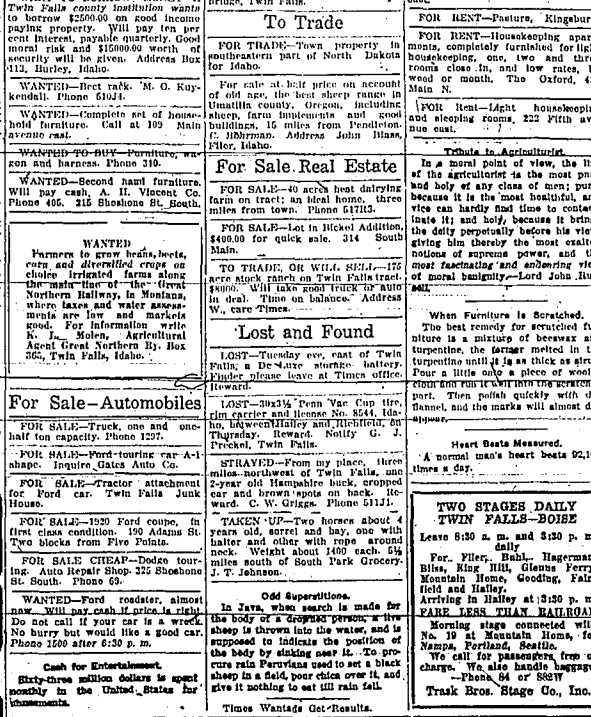 Twin Falls county institution wants
to borrow $2500.00 on good income
paying property. Will pay ten per
cent interest, payable quarterly. Good
moral risk and $15000.00 worth of
security will be given. Address Box
113, Burley, Idaho.
WANTED—Beet rack. M. O. Kuy-
kendall. Phone 510J4.
WANTED—Complete set of house-
hold furniture. Call at 109 Main
avenue east.
WANTED TO BUY—Furniture, wa-
gon and harness. Phone 310.
WANTED—Second hand furniture.
Will pay cash, A. H. Vincent Co.
Phone 405. 215 Shoshone St. South.
WANTED
Farmers to grow beans, beets,
corn and diversified crops on
choice irrigated farms along
the main line of the Great
Northern Railway, in Montana,
where taxes and water assess-
ments are low and markets
good. For information write
K. L. Molen, Agricultural
Agent Great Northern Ry. Box
365, Twin Falls, Idaho.
For Sale—Automobiles
FOR SALE—Truck, one and one-
half ton capacity. Phone 1297.
FOR SALE—Ford touring car A-1
shape. Inquire Gates Auto Co.
FOR SALE—Tractor attachment
for Ford car. Twin Falls Junk
House.
FOR SALE—1920 Ford coupe, in
first class condition. 190 Adams St.
Two blocks from Five Points.
FOR SALE CHEAP—Dodge tour-
ing. Auto Repair Shop. 325 Shoshone
St. South. Phone 69.
WANTED—Ford roadster, almost
new. Will pay cash if price is right.
Do not call if your car is a wreck.
No hurry but would like a good car.
Phone 1500 after 6:30 p. m.
Cash for Entertainment.
Sixty-three million dollars is spent
monthly in the United States for
amusements.
bridge, Twin Falls.
To Trade
FOR TRADE—Town property in
southeastern part of North Dakota
for Idaho.
For sale at half price on account
of old age, the best sheep range in
Umatilla county, Oregon, including
sheep, farm implements and good
buildings, 15 miles from Pendleton.
C. Rohrman. Address John Blass,
Filer, Idaho.
For Sale Real Estate
FOR SALE—40 acres best dairying
farm on tract; an ideal home, three
miles from town. Phone 517R3.
FOR SALE—Lot in Bickel Addition,
$400.00 for quick sale. 314 South
Main.
TO TRADE, OR WILL SELL—175
acre stock ranch on Twin Falls tract.
$8000. Will take good truck or auto
in deal. Time on balance. Address
W., care Times.
Lost and Found
LOST—Tuesday eve, east of Twin
Falls, a De Luxe storage battery.
Finder please leave at Times office.
Reward.
LOST—30x3½ Penn Vac Cup tire,
rim carrier and license No. 8544, Ida-
ho, between Hailey and Richfield, on
Thursday. Reward. Notify G. J.
Preckel, Twin Falls.
STRAYED—From my place, three
miles northwest of Twin Falls, one
2-year old Hampshire buck, cropped
ear and brown spots on back. Re-
ward. C. W. Griggs. Phone 511J1.
TAKEN UP—Two horses about 4
years old, sorrel and bay, one with
halter and other with rope around
neck. Weight about 1400 each. 5½
miles south of South Park Grocery.
J. T. Johnson.
Odd Superstitions.
In Java, when search is made for
the body of a drowned person, a live
sheep is thrown into the water, and is
supposed to indicate the position of
the body by sinking near it. To pro-
cure rain Peruvians used to set a black
sheep in a field, pour chica over it, and
give it nothing to eat till rain fell.
Times Wantads Get Results.
FOR RENT—Pasture, Kingsbur
FOR RENT—Housekeeping apar
ments, completely furnished for lig
housekeeping, one, two and thr
rooms close in, and low rates, 
week or month. The Oxford, 4
Main N.
FOR Rent—Light housekeepi
and sleeping rooms. 222 Fifth av
nue east.
Tribute to Agriculturist.
In a moral point of view, the li
of the agriculturist is the most pu
and holy of any class of men; pur
because it is the most healthful, an
vice can hardly find time to contam
inate it; and holy, because it brin
the deity perpetually before his vie
giving him thereby the most exalte
notions of supreme power, and th
most fascinating and endearing vie
of moral benignity.—Lord John Ru
sell.
When Furniture Is Scratched.
The best remedy for scratched fu
niture is a mixture of beeswax a
turpentine, the former melted in t
turpentine until it is as thick as siru
Pour a little onto a piece of wool
cloth and run it well into the scratch
part. Then polish quickly with 
flannel, and the marks will almost d
appear.
Heart Beats Measured.
A normal man's heart beats 92,1
times a day.
TWO STAGES DAILY
TWIN FALLS—BOISE
Leave 8:30 a. m. and 3:30 p. m
daily
For Filer, Buhl, Hagerman
Bliss, King Hill, Glenns Ferry
Mountain Home, Gooding, Fair
field and Hailey.
Arriving in Hailey at 3:30 p. m
FARE LESS THAN RAILROAD
Morning stage connected wit
No. 19 at Mountain Home, fo
Nampa, Portland, Seattle.
We call for passengers free o
charge. We also handle baggage
—Phone 84 or 882W
Trask Bros. Stage Co., Inc.